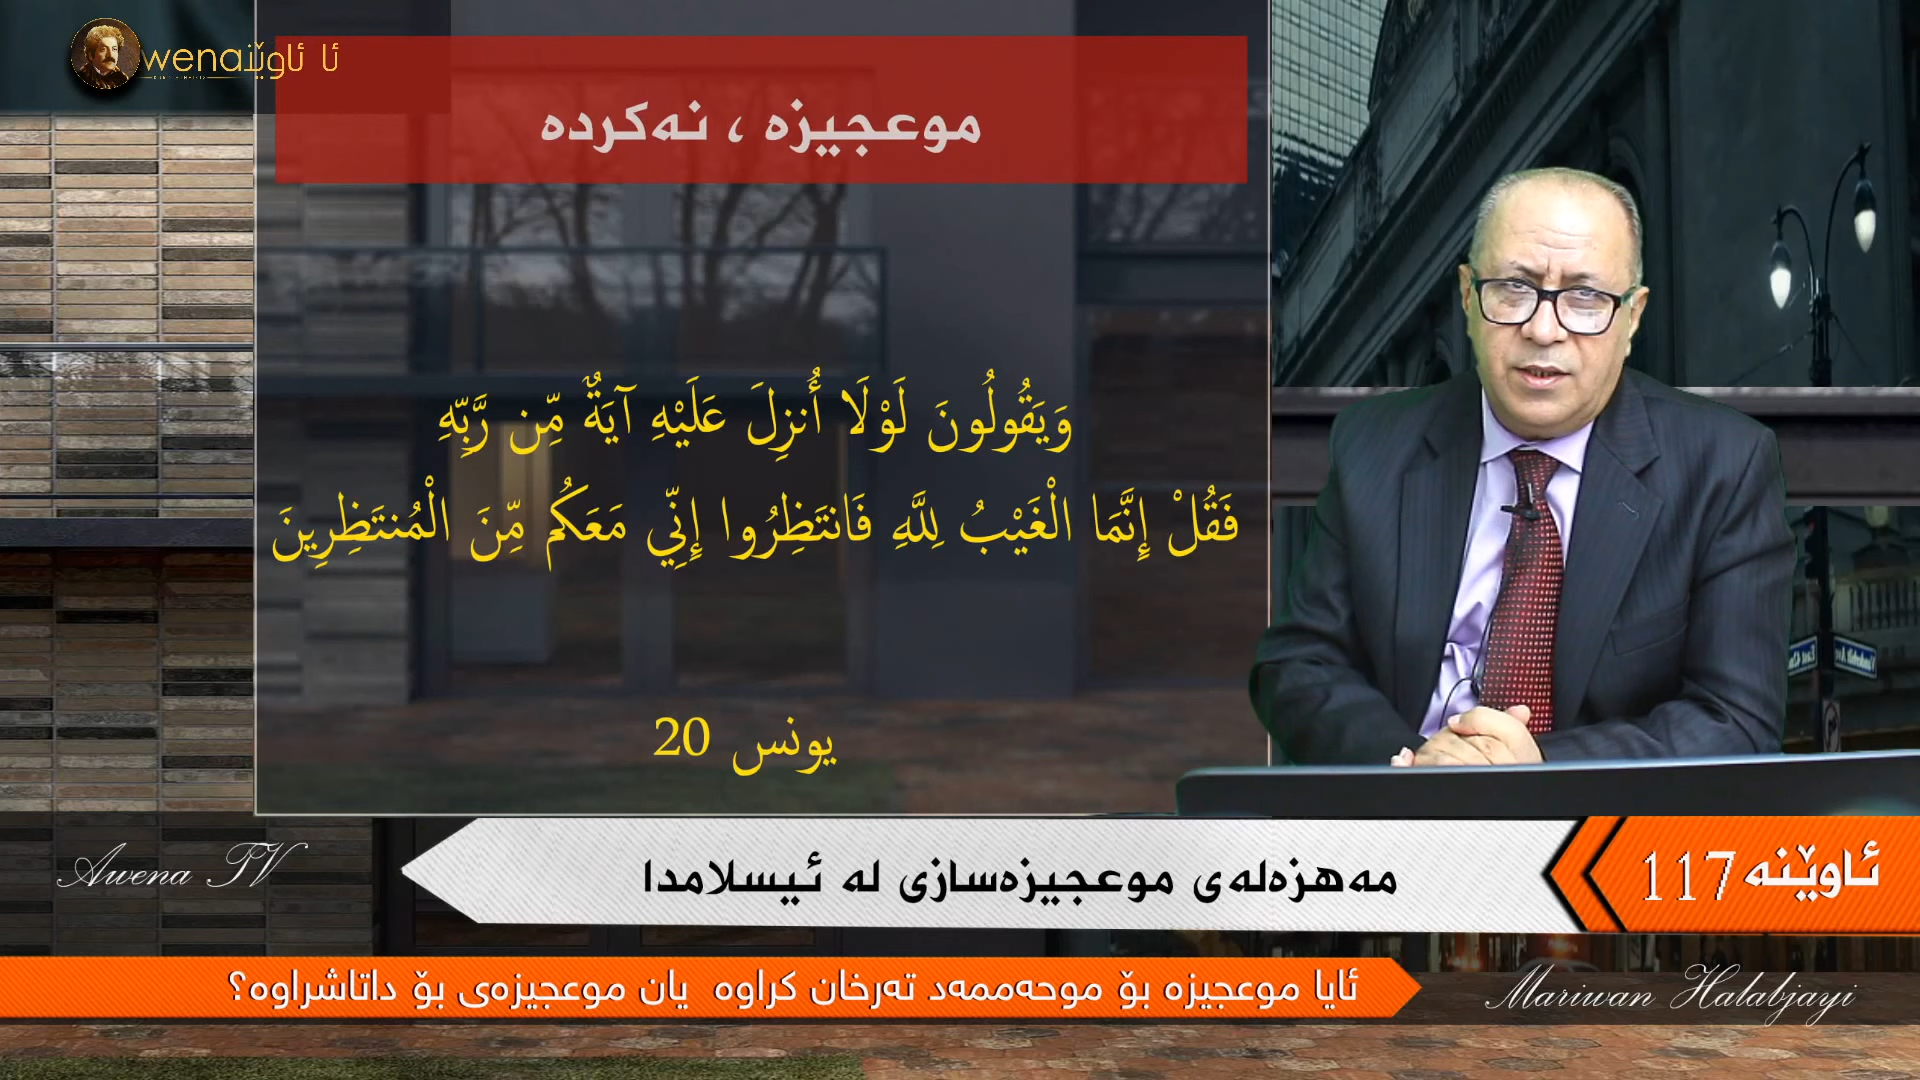 wenaئا ئاوێنە
موعجیزە ، نەکردە
وَيَقُولُونَ لَوْلَا أُنزِلَ عَلَيْهِ آيَةٌ مِّن رَّبِّهِ
فَقُلْ إِنَّمَا الْغَيْبُ لِلَّهِ فَانتَظِرُوا إِنِّي مَعَكُم مِّنَ الْمُنتَظِرِينَ
يونس 20
ئاوێنە 117
مەهزەلەی موعجیزەسازی لە ئیسلامدا
Awena TV
ئایا موعجیزە بۆ موحەممەد تەرخان کراوە یان موعجیزەی بۆ داتاشراوە؟
Mariwan Halabjayi